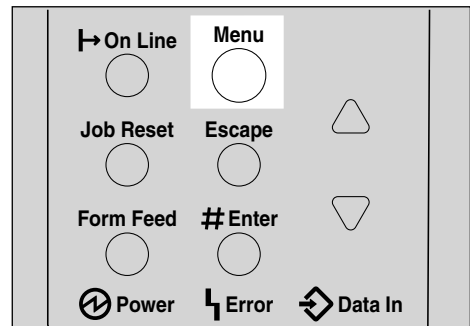 On Line Menu
Job Reset Escape
Form Feed # Enter
Power Error Data In